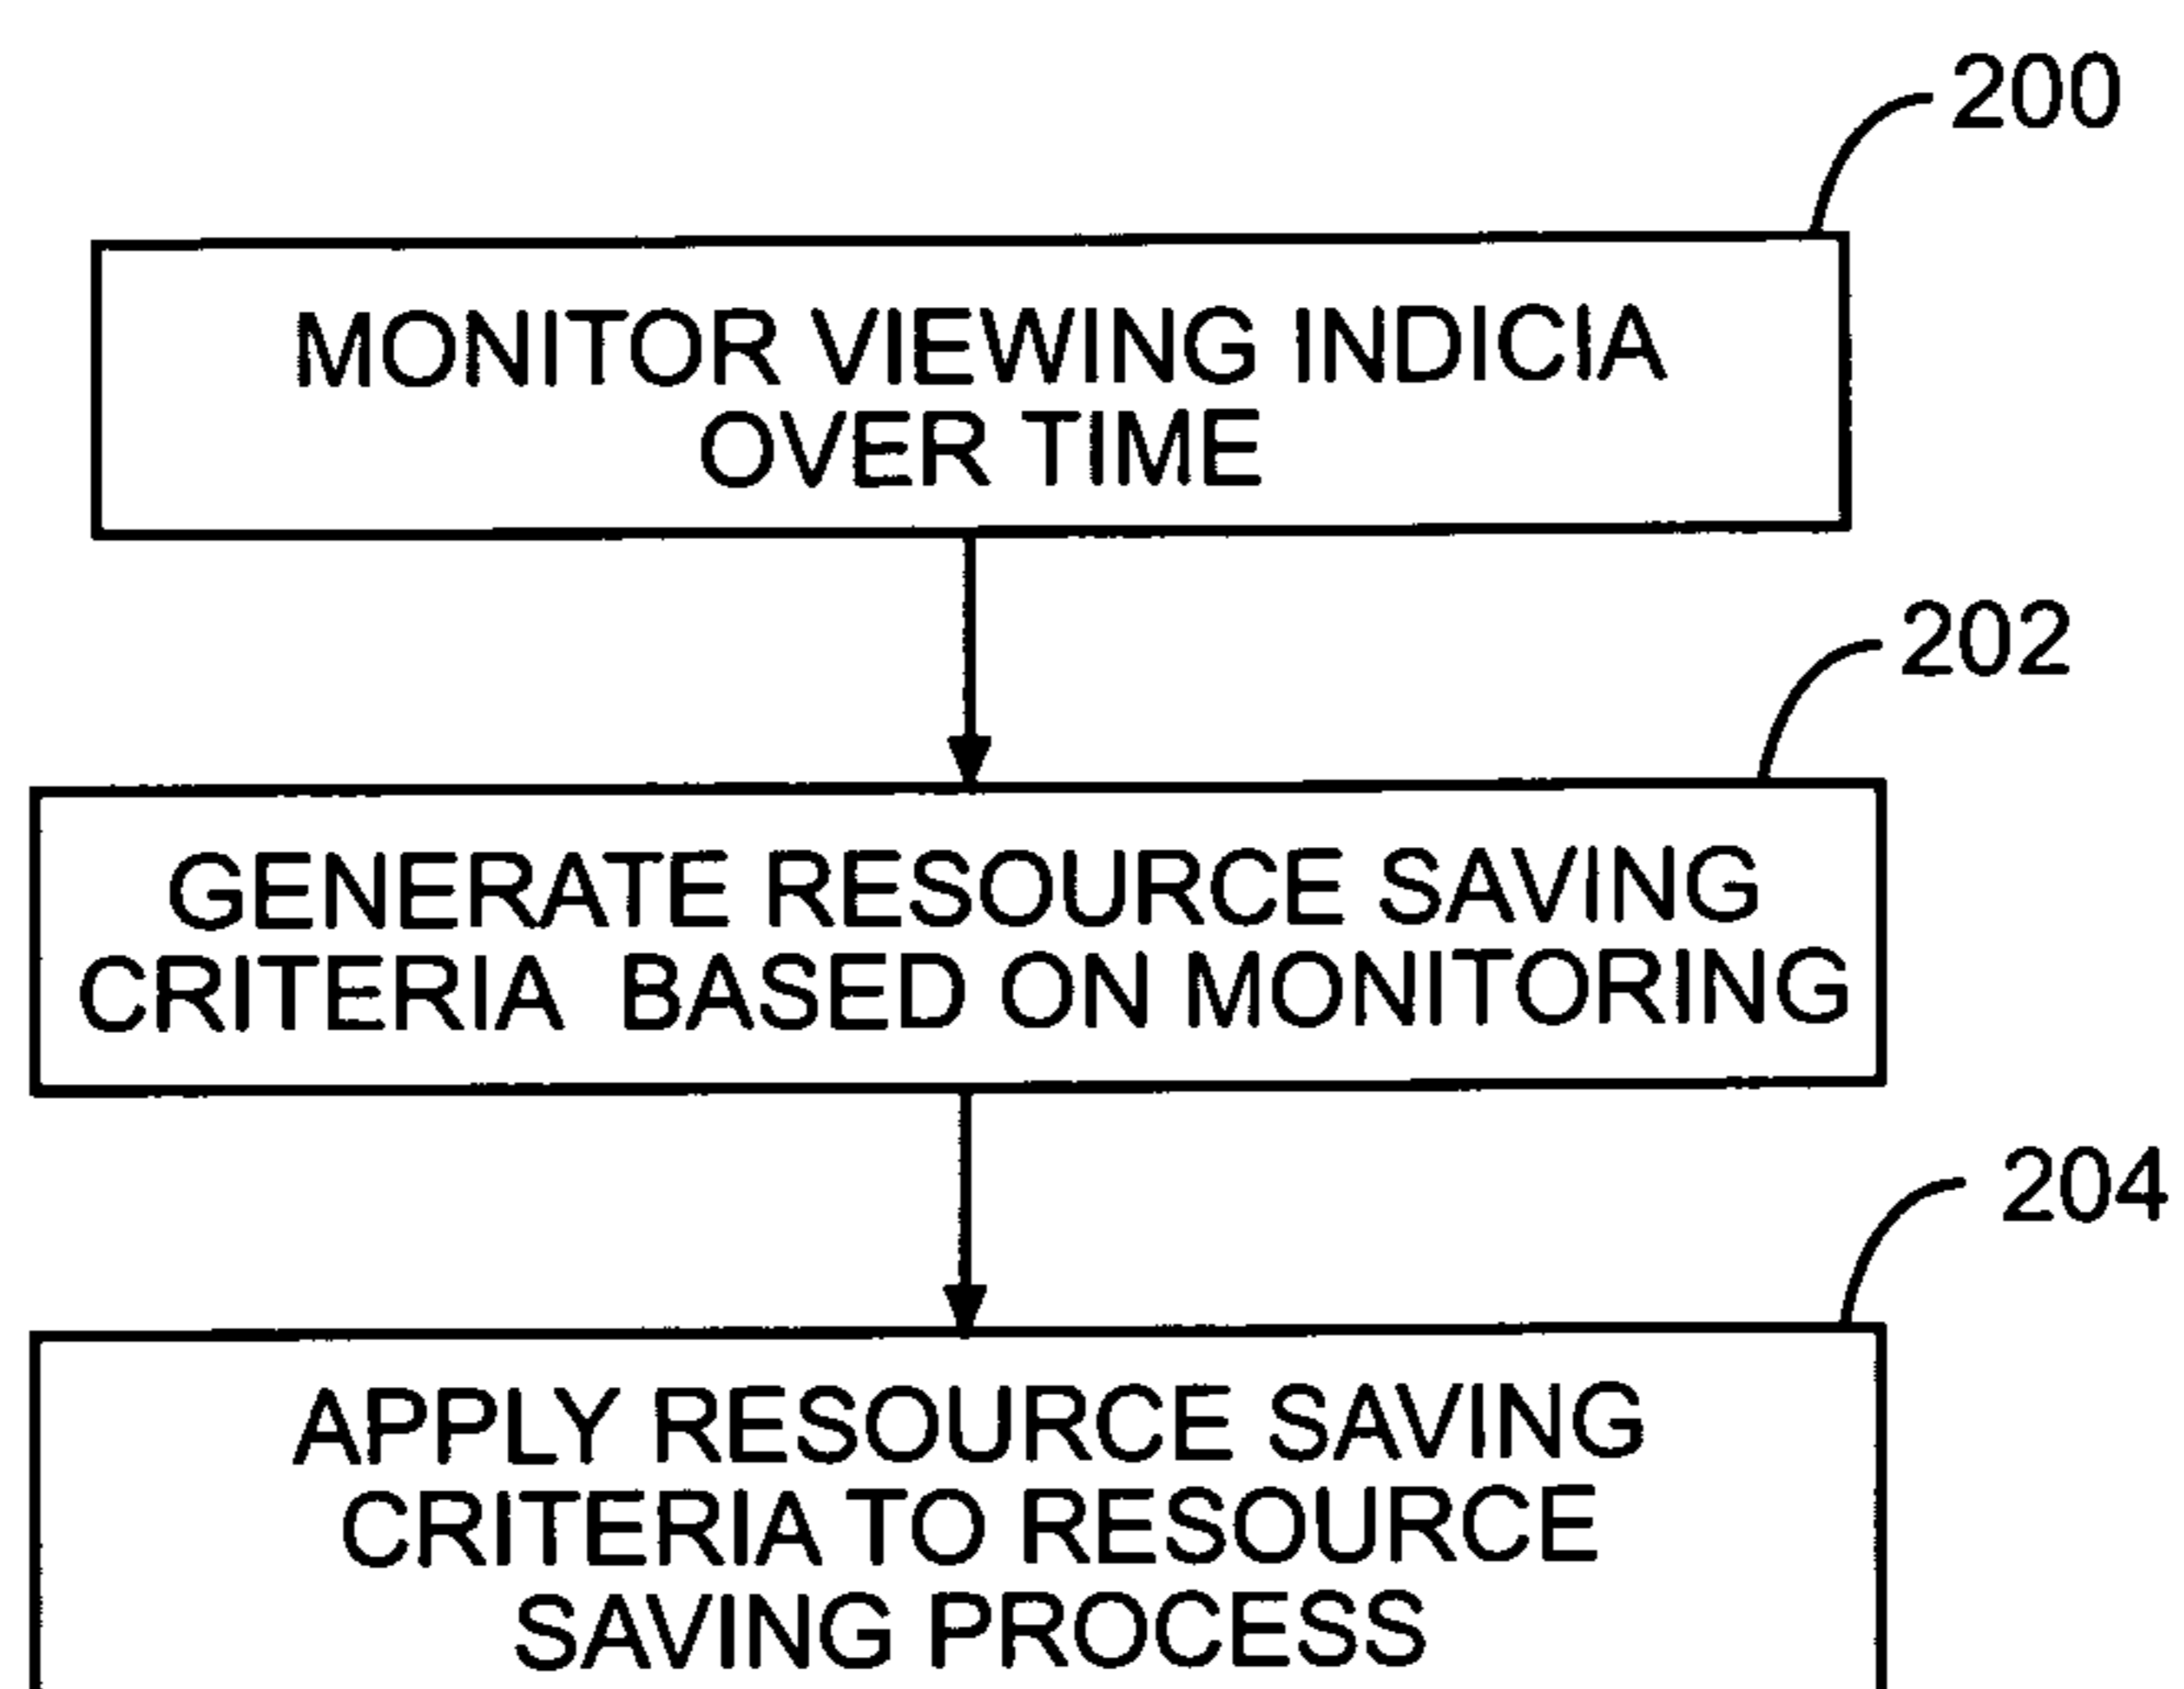 200
MONITOR VIEWING INDICIA
OVER TIME
202
GENERATE RESOURCE SAVING
CRITERIA BASED ON MONITORING
204
APPLY RESOURCE SAVING
CRITERIA TO RESOURCE
SAVING PROCESS